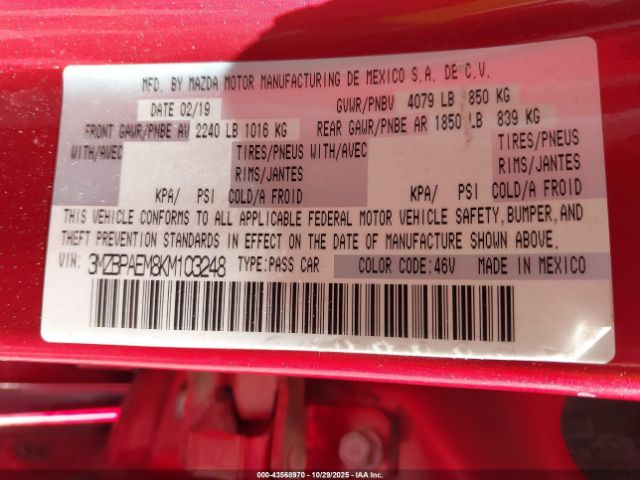 MFD. BY MAZDA MOTOR MANUFACTURING DE MEXICO S.A. DE C.V.
DATE 02/19 GVWR/PNBV 4079 LB 850 KG
FRONT GAWR/PNBE AV 2240 LB 1016 KG REAR GAWR/PNBE AR 1850 LB 839 KG
WITH/AVEC TIRES/PNEUS WITH/AVEC TIRES/PNEUS
RIMS/JANTES RIMS/JANTES
KPA/ PSI COLD/A FROID KPA/ PSI COLD/A FROID
THIS VEHICLE CONFORMS TO ALL APPLICABLE FEDERAL MOTOR VEHICLE SAFETY, BUMPER, AND
THEFT PREVENTION STANDARDS IN EFFECT ON THE DATE OF MANUFACTURE SHOWN ABOVE.
VIN: 3MZBPAEM8KM103248 TYPE:PASS CAR COLOR CODE:46V MADE IN MEXICO
000-43568970 - 10/29/2025 - IAAI.COM